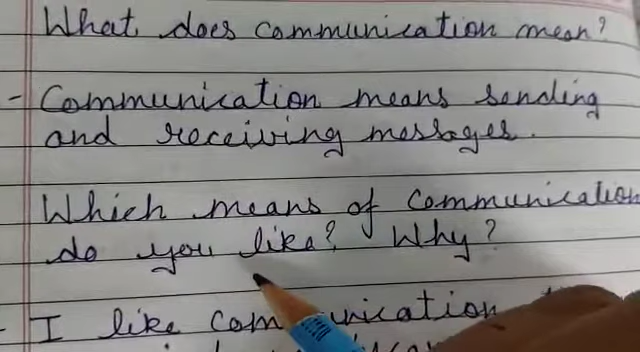 What does communication mean?
- Communication means sending
and receiving messages.
Which means of communication
do you like? Why?
- I like communication